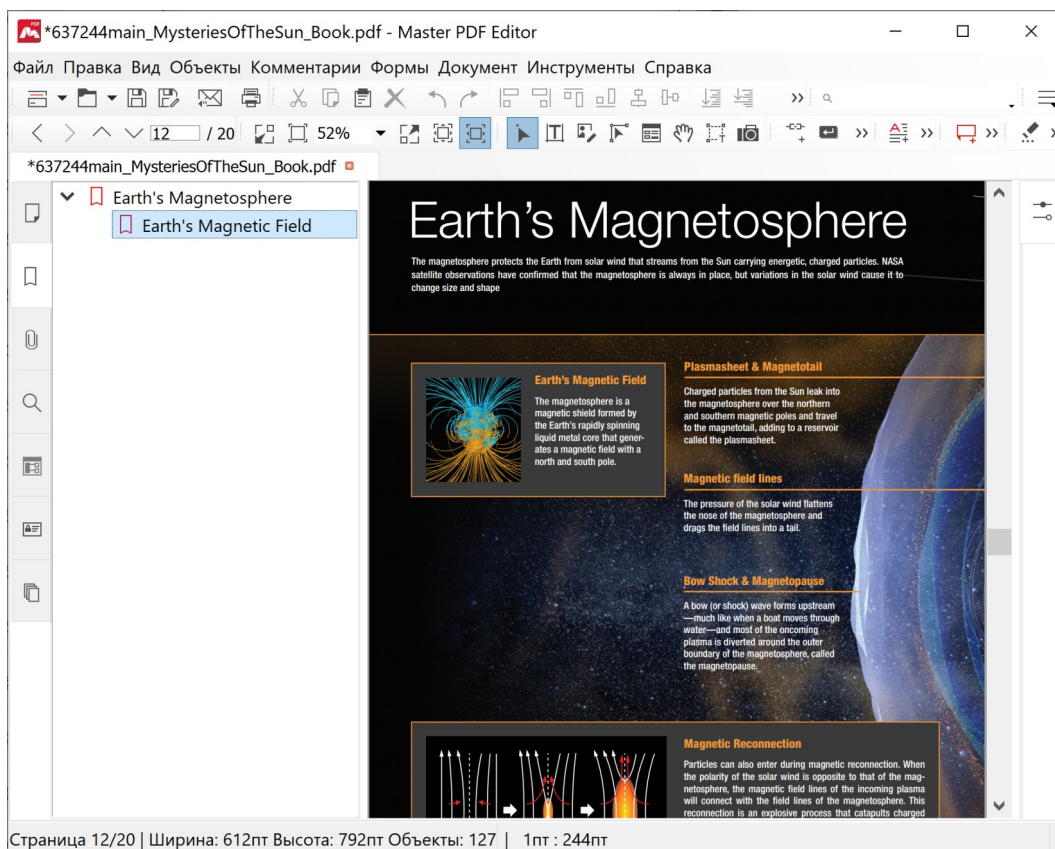 *637244main_MysteriesOfTheSun_Book.pdf - Master PDF Editor
Файл Правка Вид Объекты Комментарии Формы Документ Инструменты Справка
12 / 20 52%
*637244main_MysteriesOfTheSun_Book.pdf
Earth's Magnetosphere
Earth's Magnetic Field
Earth’s Magnetosphere
The magnetosphere protects the Earth from solar wind that streams from the Sun carrying energetic, charged particles. NASA
satellite observations have confirmed that the magnetosphere is always in place, but variations in the solar wind cause it to
change size and shape
Earth’s Magnetic Field
The magnetosphere is a
magnetic shield formed by
the Earth’s rapidly spinning
liquid metal core that gener-
ates a magnetic field with a
north and south pole.
Plasmasheet & Magnetotail
Charged particles from the Sun leak into
the magnetosphere over the northern
and southern magnetic poles and travel
to the magnetotail, adding to a reservoir
called the plasmasheet.
Magnetic field lines
The pressure of the solar wind flattens
the nose of the magnetosphere and
drags the field lines into a tail.
Bow Shock & Magnetopause
A bow (or shock) wave forms upstream
—much like when a boat moves through
water—and most of the oncoming
plasma is diverted around the outer
boundary of the magnetosphere, called
the magnetopause.
Magnetic Reconnection
Particles can also enter during magnetic reconnection. When
the polarity of the solar wind is opposite to that of the mag-
netosphere, the magnetic field lines of the incoming plasma
will connect with the field lines of the magnetosphere. This
reconnection is an explosive process that catapults charged
Страница 12/20 | Ширина: 612пт Высота: 792пт Объекты: 127 | 1пт : 244пт